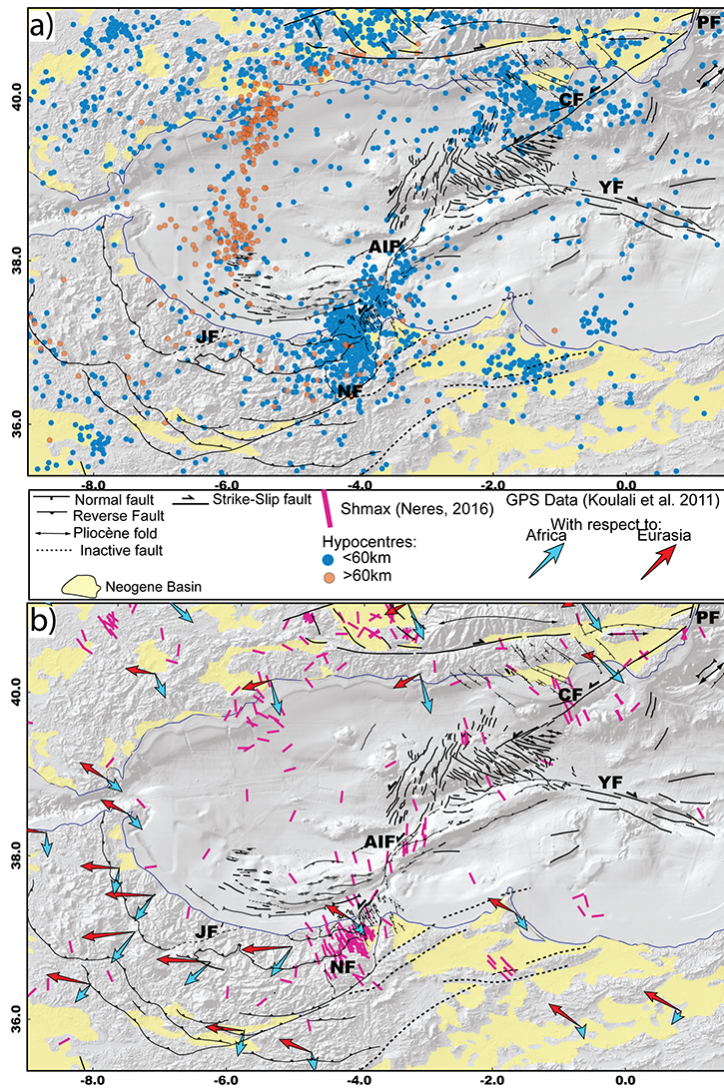 a)
PF
40.0
CF
YF
AIF
38.0
JF
NF
36.0
-8.0 -6.0 -4.0 -2.0 0.0
Normal fault
Strike-Slip fault
Reverse Fault
Pliocène fold
Inactive fault
Neogene Basin
Shmax (Neres, 2016)
Hypocentres:
<60km
>60km
GPS Data (Koulali et al. 2011)
With respect to:
Africa Eurasia
b)
PF
40.0
CF
YF
AIF
38.0
JF
NF
36.0
-8.0 -6.0 -4.0 -2.0 0.0